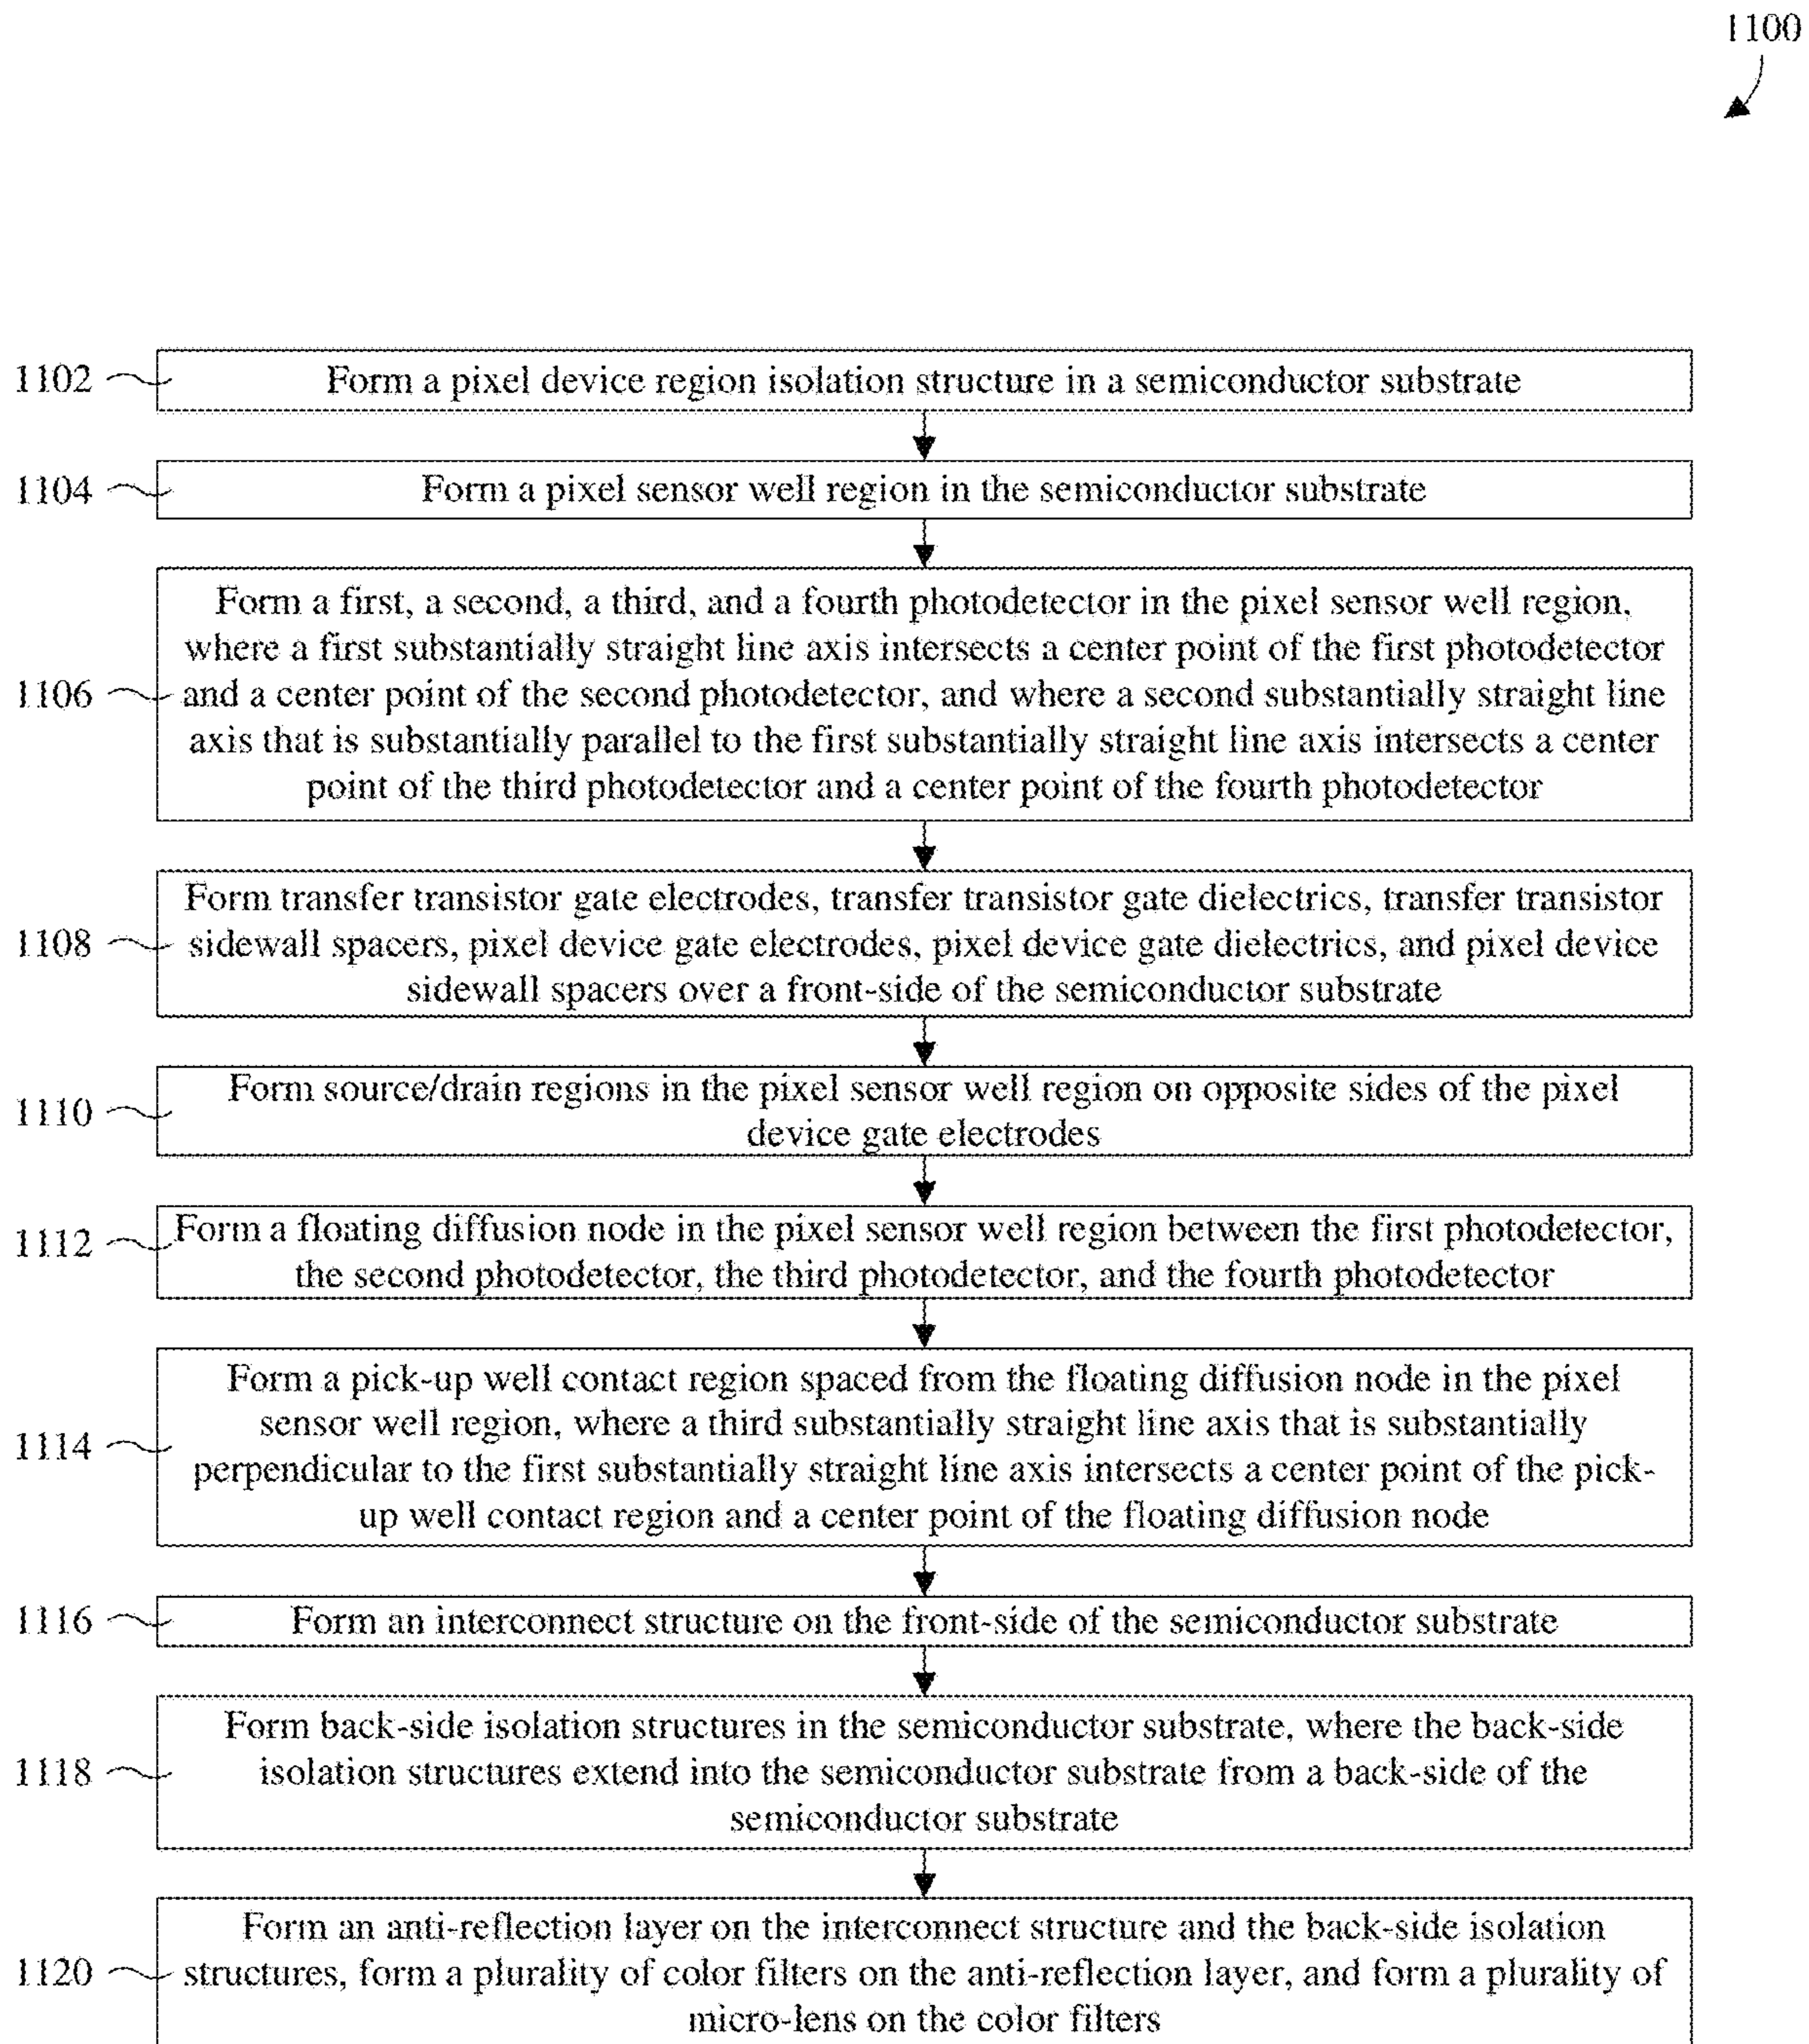 1100
1102 Form a pixel device region isolation structure in a semiconductor substrate
1104 Form a pixel sensor well region in the semiconductor substrate
Form a first, a second, a third, and a fourth photodetector in the pixel sensor well region,
where a first substantially straight line axis intersects a center point of the first photodetector
1106 and a center point of the second photodetector, and where a second substantially straight line
axis that is substantially parallel to the first substantially straight line axis intersects a center
point of the third photodetector and a center point of the fourth photodetector
Form transfer transistor gate electrodes, transfer transistor gate dielectrics, transfer transistor
1108 sidewall spacers, pixel device gate electrodes, pixel device gate dielectrics, and pixel device
sidewall spacers over a front-side of the semiconductor substrate
1110 Form source/drain regions in the pixel sensor well region on opposite sides of the pixel
device gate electrodes
1112 Form a floating diffusion node in the pixel sensor well region between the first photodetector,
the second photodetector, the third photodetector, and the fourth photodetector
Form a pick-up well contact region spaced from the floating diffusion node in the pixel
sensor well region, where a third substantially straight line axis that is substantially
1114 perpendicular to the first substantially straight line axis intersects a center point of the pick-
up well contact region and a center point of the floating diffusion node
1116 Form an interconnect structure on the front-side of the semiconductor substrate
Form back-side isolation structures in the semiconductor substrate, where the back-side
1118 isolation structures extend into the semiconductor substrate from a back-side of the
semiconductor substrate
Form an anti-reflection layer on the interconnect structure and the back-side isolation
1120 structures, form a plurality of color filters on the anti-reflection layer, and form a plurality of
micro-lens on the color filters